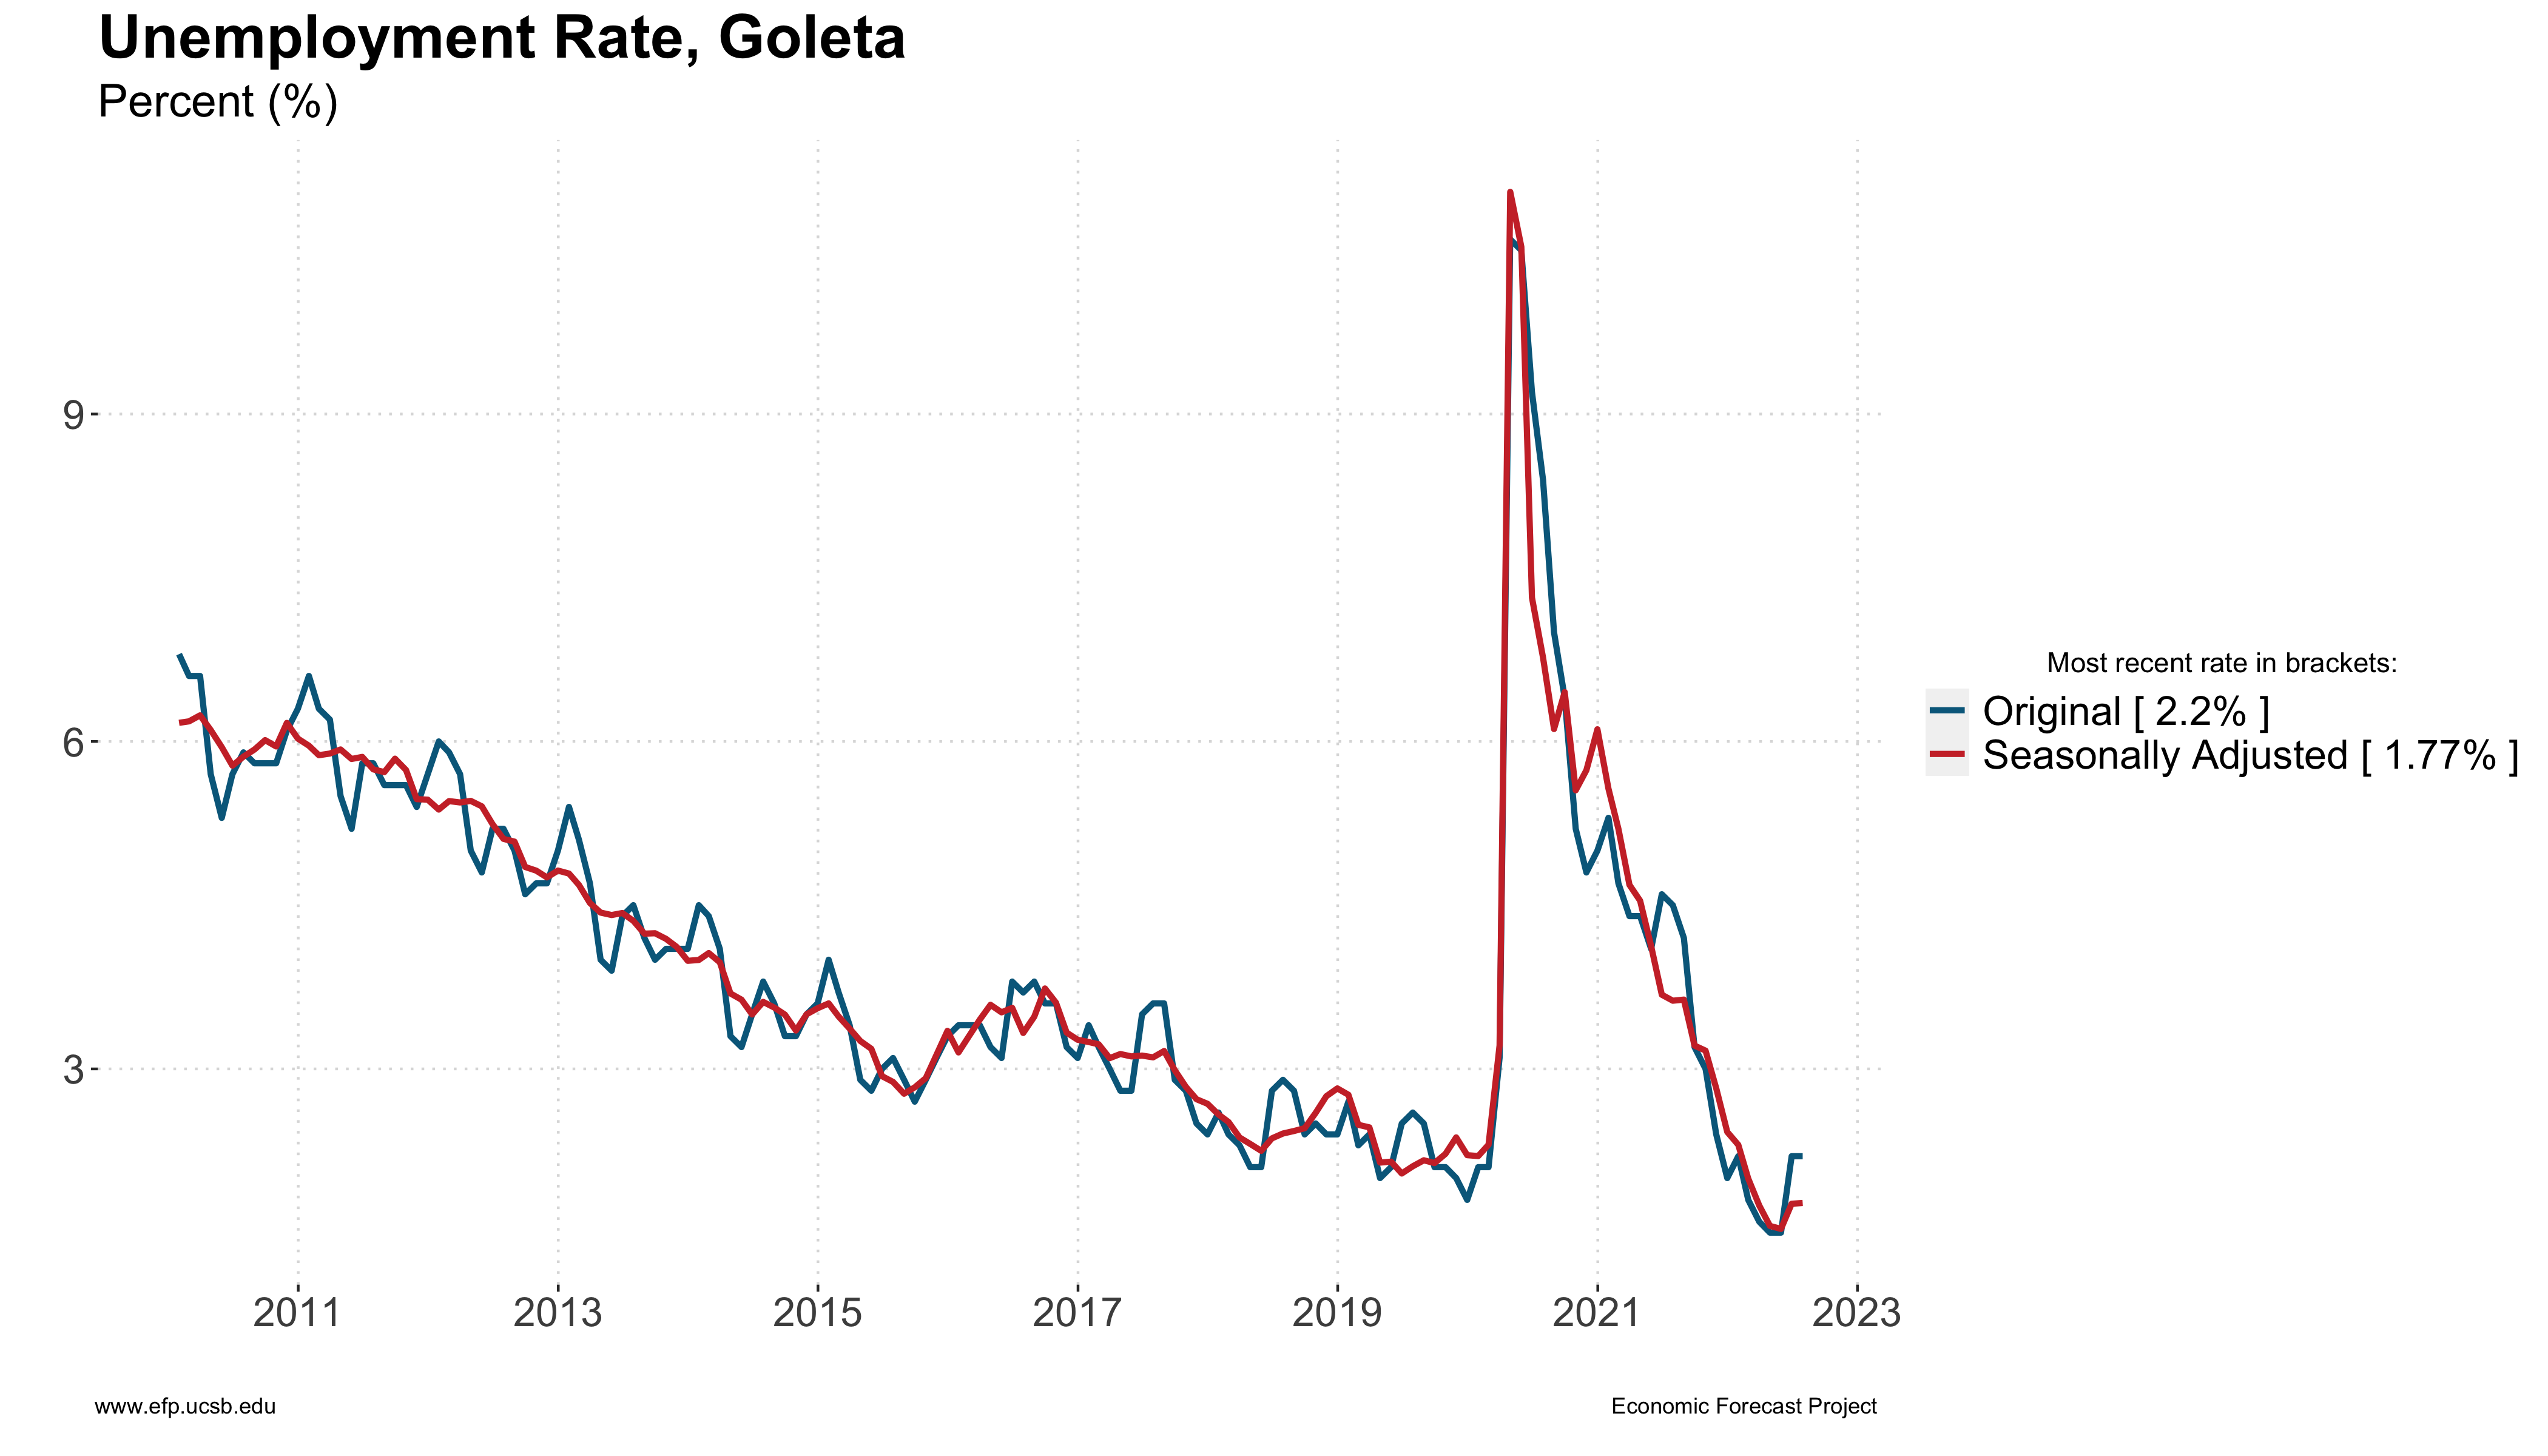 Unemployment Rate, Goleta
Percent (%)
9
6
3
2011 2013 2015 2017 2019 2021 2023
Most recent rate in brackets:
Original [ 2.2% ]
Seasonally Adjusted [ 1.77% ]
www.efp.ucsb.edu
Economic Forecast Project